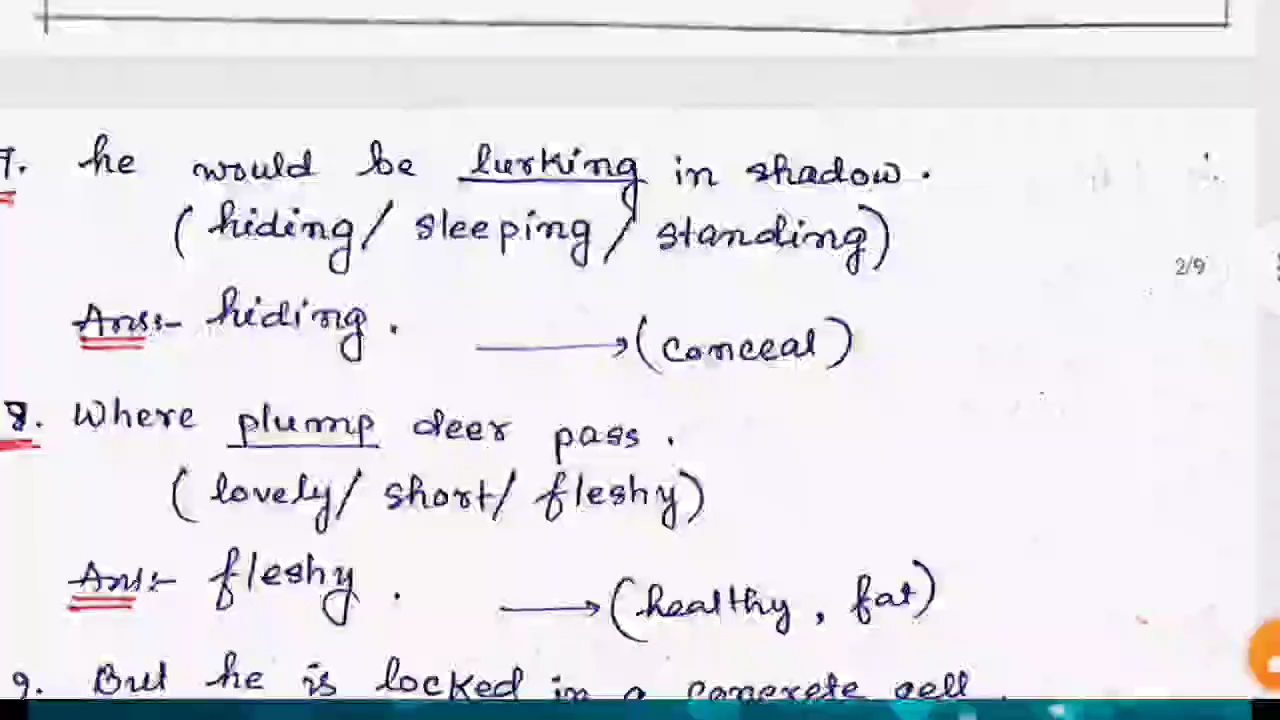 7. he would be lurking in shadow.
(hiding/ sleeping/ standing)
2/9
Ans:- hiding. → (conceal)
8. Where plump deer pass.
(lovely/ short/ fleshy)
Ans:- fleshy. → (healthy, fat)
9. But he is locked in a concrete cell.